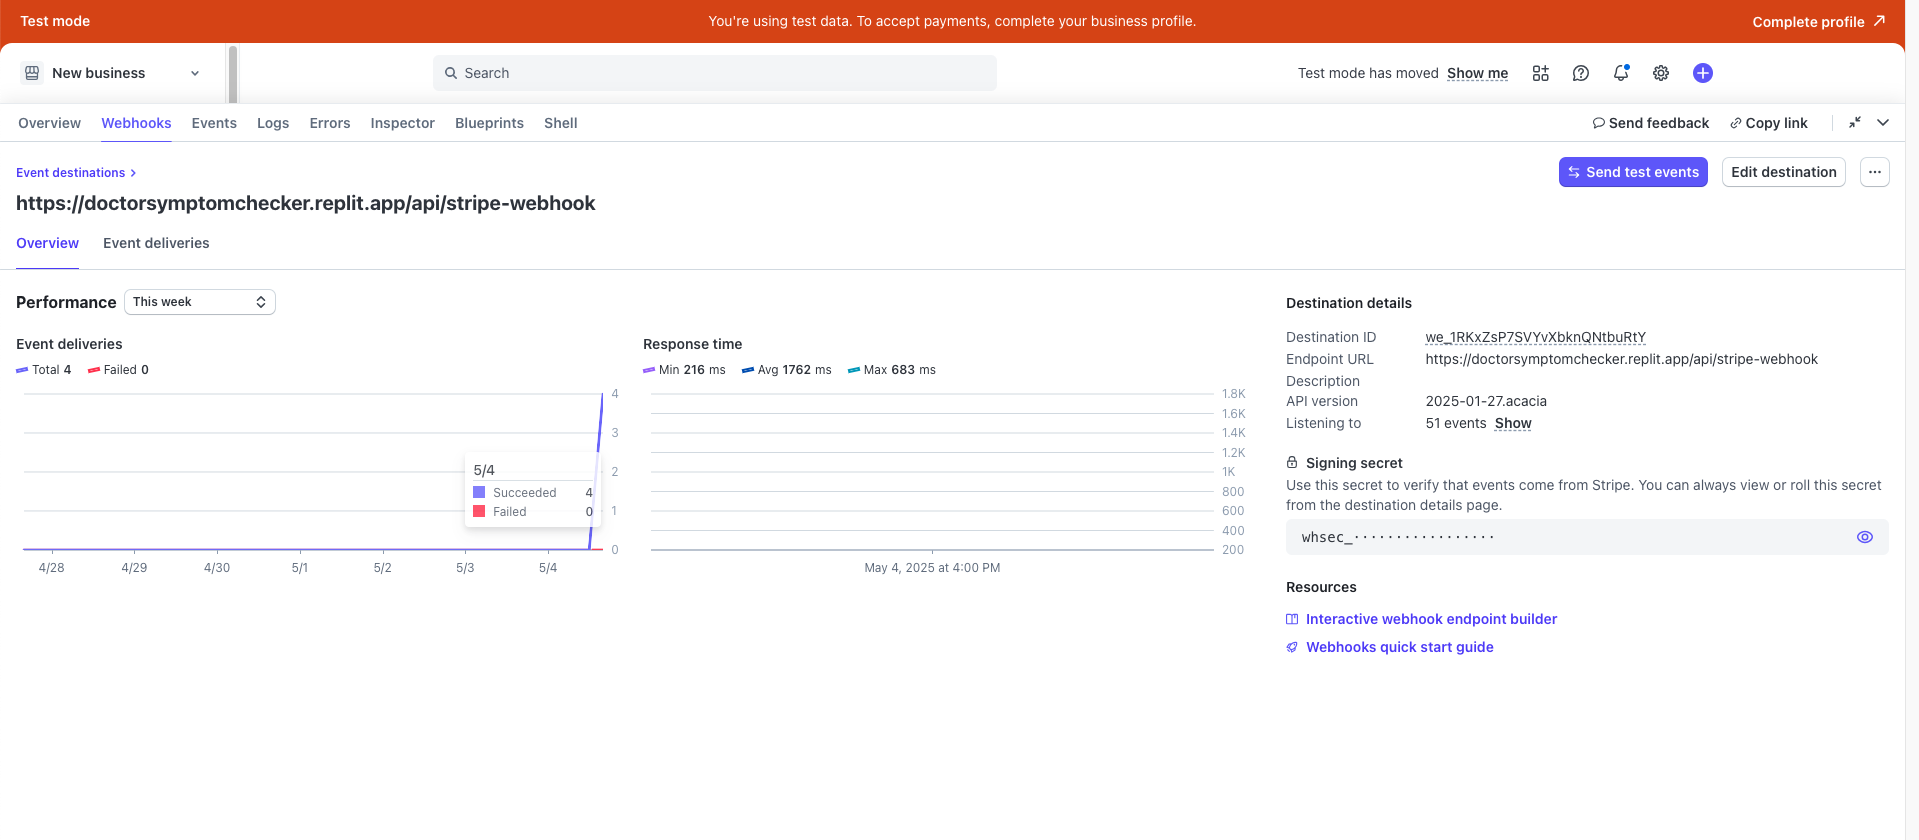 Test mode
You're using test data. To accept payments, complete your business profile.
Complete profile
New business
Search
Test mode has moved Show me
Overview Webhooks Events Logs Errors Inspector Blueprints Shell
Send feedback Copy link
Event destinations
Send test events Edit destination
https://doctorsymptomchecker.replit.app/api/stripe-webhook
Overview Event deliveries
Performance This week
Event deliveries
Total 4 Failed 0
4
3
2
1
0
5/4
Succeeded 4
Failed 0
4/28 4/29 4/30 5/1 5/2 5/3 5/4
Response time
Min 216 ms Avg 1762 ms Max 683 ms
1.8K
1.6K
1.4K
1.2K
1K
800
600
400
200
May 4, 2025 at 4:00 PM
Destination details
Destination ID we_1RKxZsP7SVYvXbknQNtbuRtY
Endpoint URL https://doctorsymptomchecker.replit.app/api/stripe-webhook
Description
API version 2025-01-27.acacia
Listening to 51 events Show
Signing secret
Use this secret to verify that events come from Stripe. You can always view or roll this secret
from the destination details page.
whsec_·················
Resources
Interactive webhook endpoint builder
Webhooks quick start guide